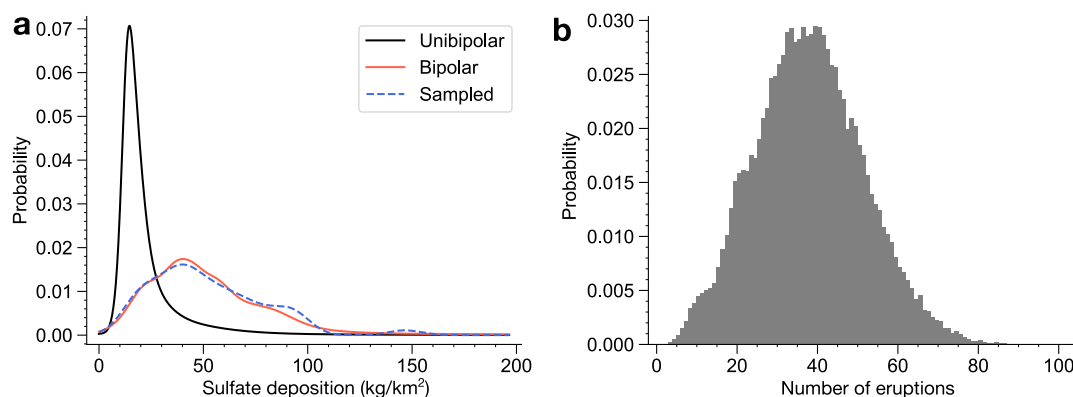 a
0.07
0.06
0.05
0.04
0.03
0.02
0.01
0.00
Probability
0
50
100
150
200
Sulfate deposition (kg/km²)
Unibipolar
Bipolar
Sampled
b
0.030
0.025
0.020
0.015
0.010
0.005
0.000
Probability
0
20
40
60
80
100
Number of eruptions